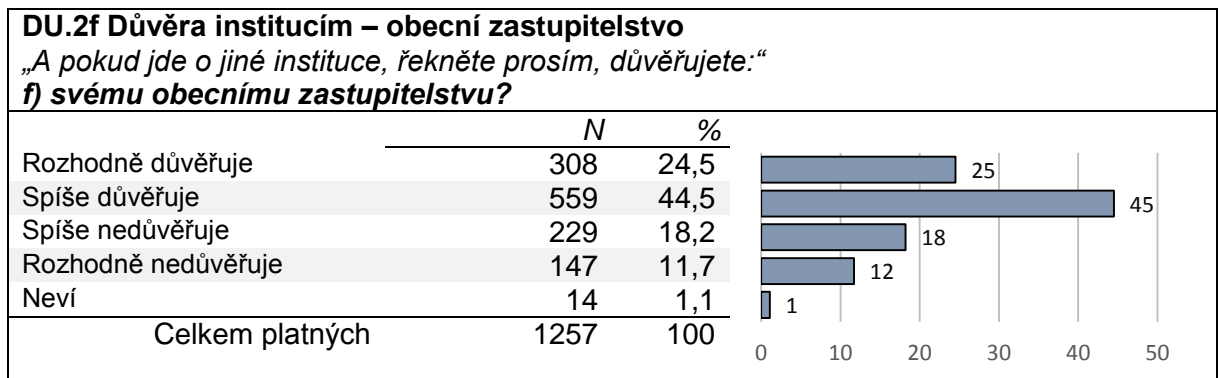 DU.2f Důvěra institucím – obecní zastupitelstvo
„A pokud jde o jiné instituce, řekněte prosím, důvěřujete:“
f) svému obecnímu zastupitelstvu?
N %
Rozhodně důvěřuje 308 24,5 25
Spíše důvěřuje 559 44,5 45
Spíše nedůvěřuje 229 18,2 18
Rozhodně nedůvěřuje 147 11,7 12
Neví 14 1,1 1
Celkem platných 1257 100
0 10 20 30 40 50